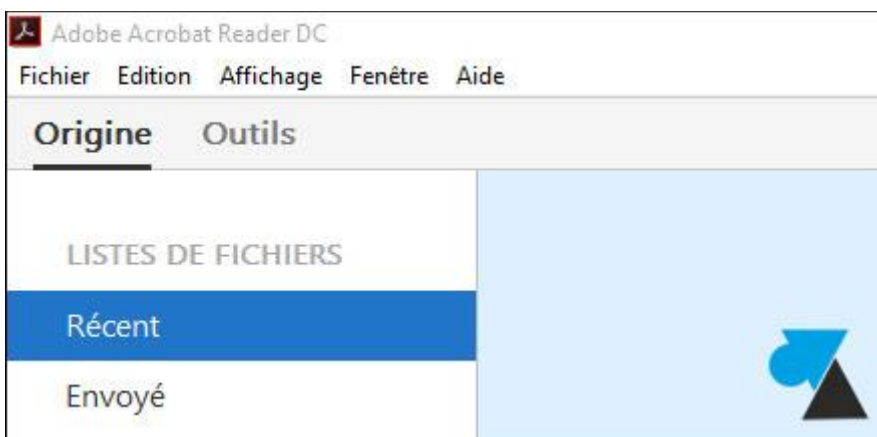 Adobe Acrobat Reader DC
Fichier Edition Affichage Fenêtre Aide
Origine Outils
LISTES DE FICHIERS
Récent
Envoyé